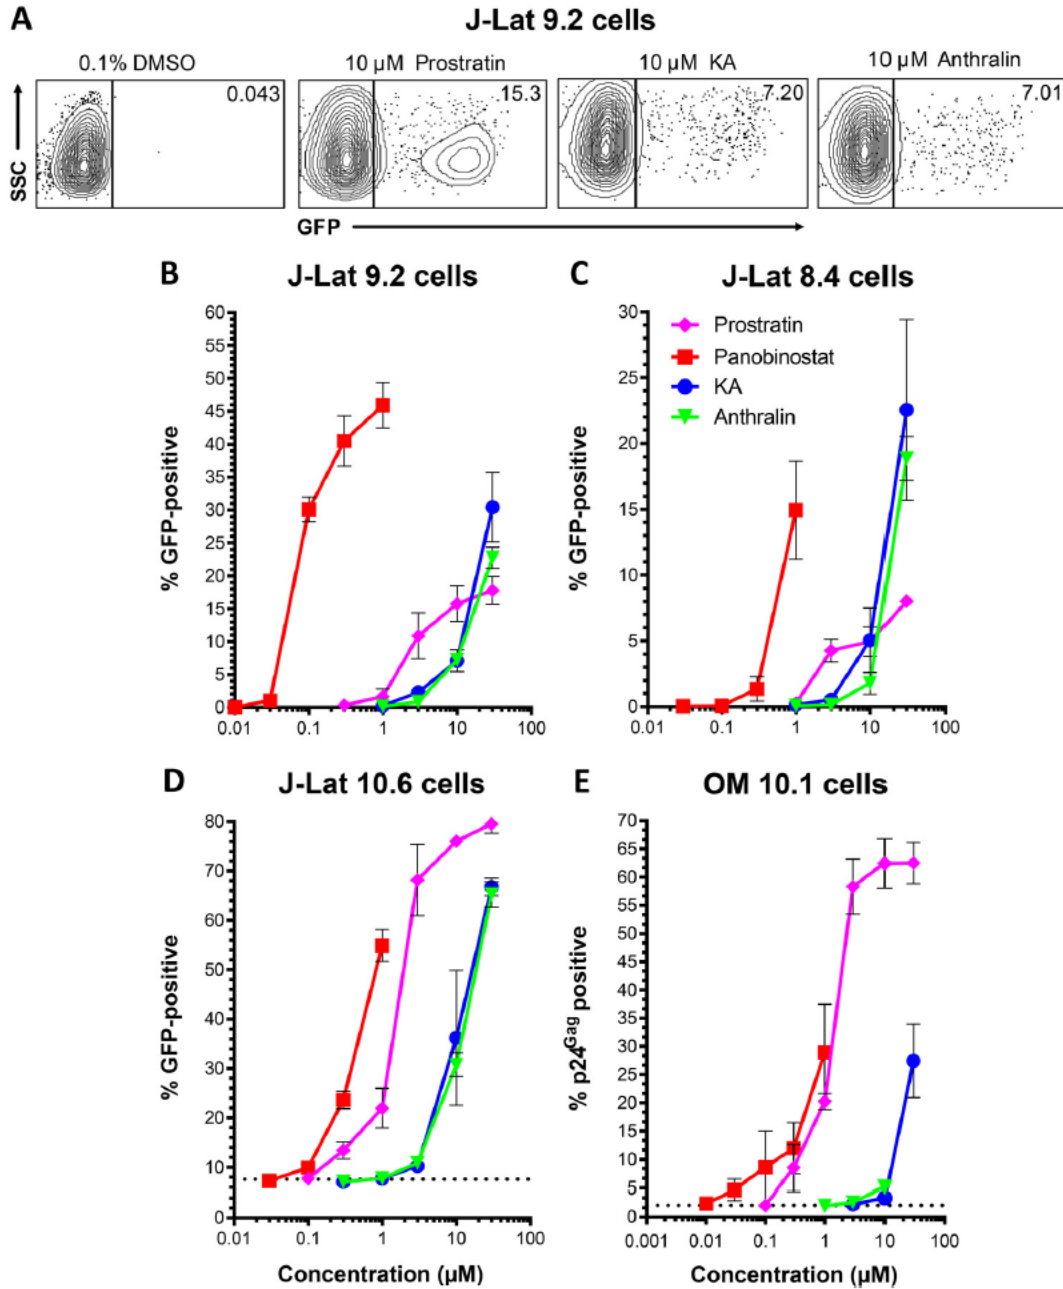 A
J-Lat 9.2 cells
0.1% DMSO
10 µM Prostratin
10 µM KA
10 µM Anthralin
0.043
15.3
7.20
7.01
SSC
GFP
B
J-Lat 9.2 cells
% GFP-positive
60
55
50
45
40
35
30
25
20
15
10
5
0
0.01
0.1
1
10
100
C
J-Lat 8.4 cells
Prostratin
Panobinostat
KA
Anthralin
% GFP-positive
30
25
20
15
10
5
0
0.01
0.1
1
10
100
D
J-Lat 10.6 cells
% GFP-positive
80
70
60
50
40
30
20
10
0
0.01
0.1
1
10
100
Concentration (µM)
E
OM 10.1 cells
% p24Gag positive
70
65
60
55
50
45
40
35
30
25
20
15
10
5
0
0.001
0.01
0.1
1
10
100
Concentration (µM)